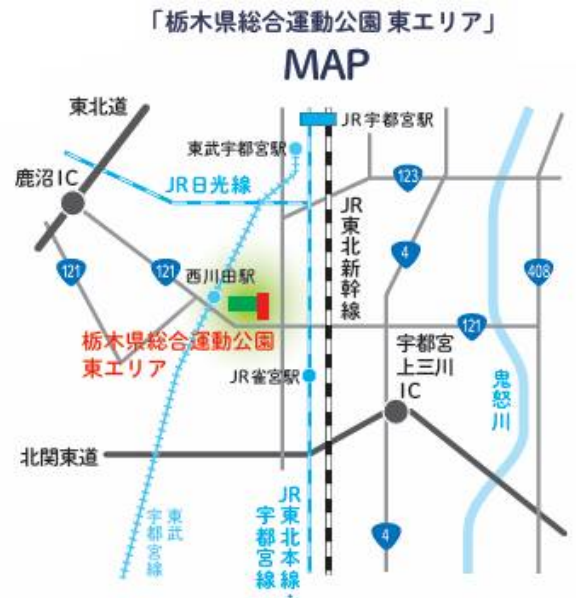 「栃木県総合運動公園 東エリア」
MAP
東北道
JR宇都宮駅
東武宇都宮駅
鹿沼IC
JR日光線
123
JR東北新幹線
4
121
121
西川田駅
408
121
栃木県総合運動公園
東エリア
宇都宮
上三川
IC
JR雀宮駅
鬼怒川
北関東道
東武
宇都宮線
JR東北本線
宇都宮線
4